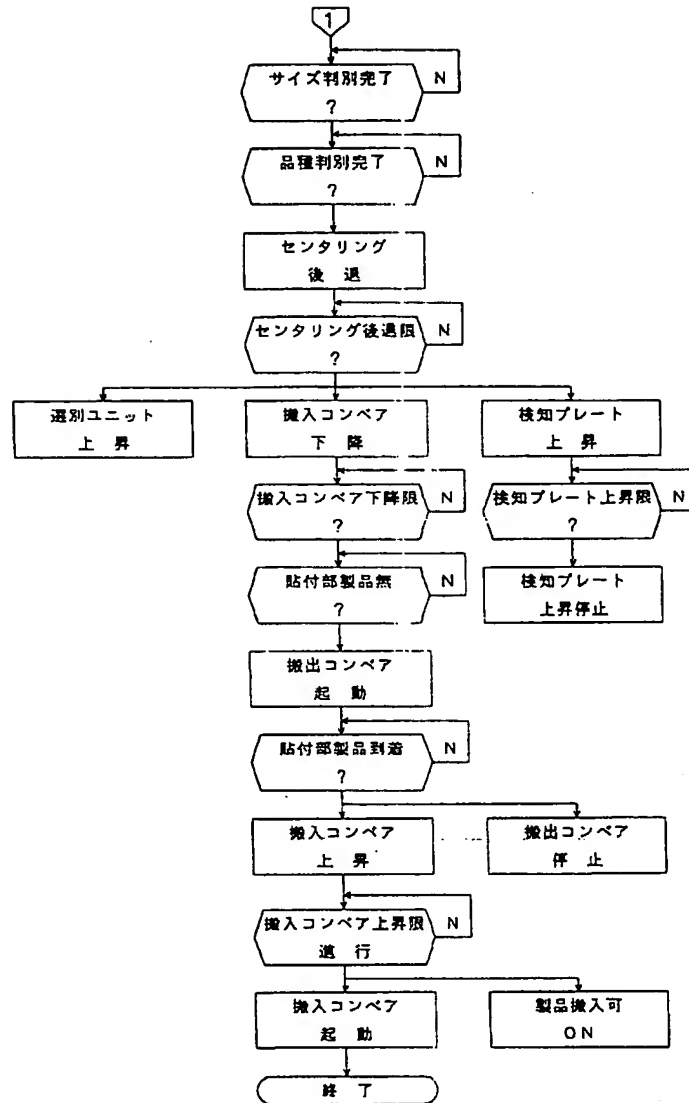 1
サイズ判別完了
?
N
品種判別完了
?
N
センタリング
後 退
センタリング後退限
?
N
選別ユニット
上 昇
搬入コンベア
下 降
検知プレート
上 昇
搬入コンベア下降限
?
N
検知プレート上昇限
?
N
貼付部製品無
?
N
検知プレート
上昇停止
搬出コンベア
起 動
貼付部製品到着
?
N
搬入コンベア
上 昇
搬出コンベア
停 止
搬入コンベア上昇限
進 行
N
搬入コンベア
起 動
製品搬入可
ON
終 了